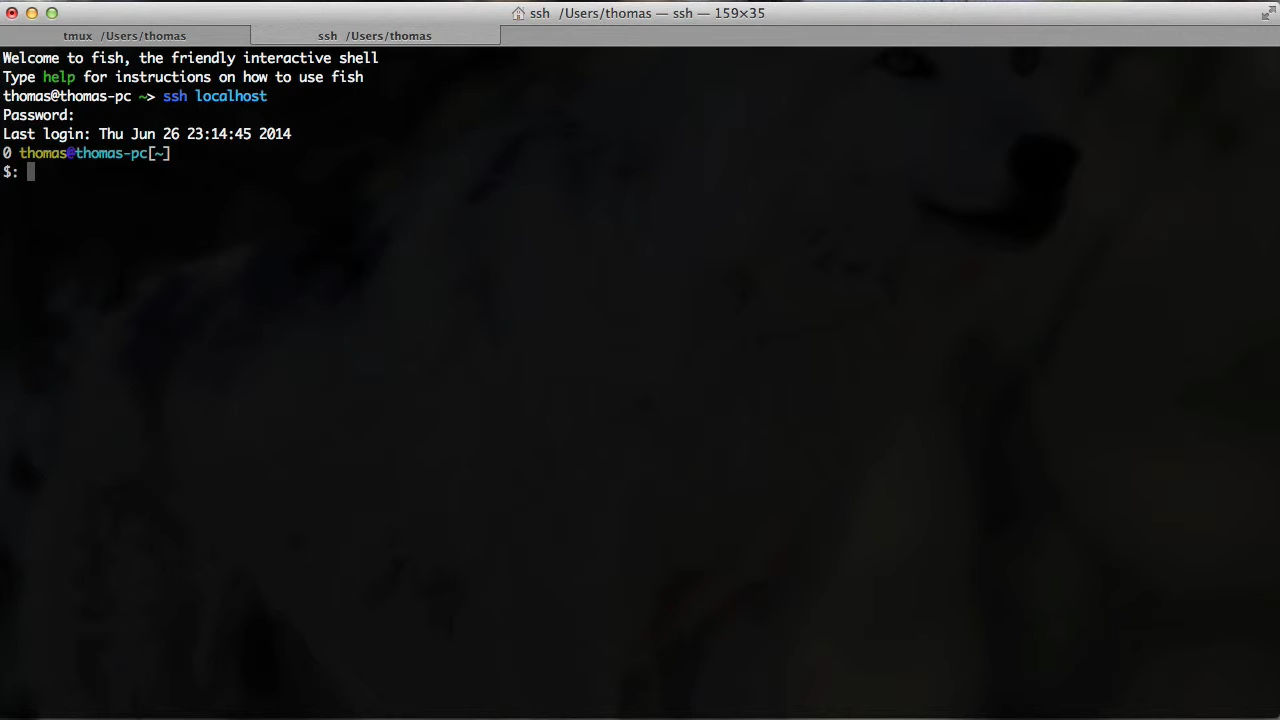 ssh /Users/thomas — ssh — 159×35
tmux /Users/thomas
ssh /Users/thomas
Welcome to fish, the friendly interactive shell
Type help for instructions on how to use fish
thomas@thomas-pc ~> ssh localhost
Password:
Last login: Thu Jun 26 23:14:45 2014
0 thomas@thomas-pc[~]
$: